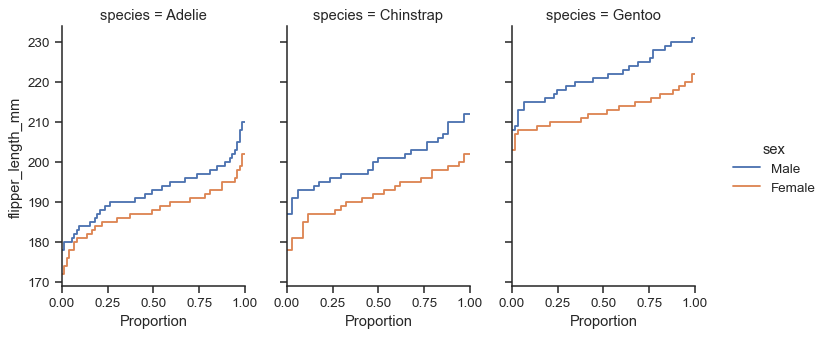 species = Adelie
species = Chinstrap
species = Gentoo
flipper_length_mm
230
220
210
200
190
180
170
0.00 0.25 0.50 0.75 1.00
0.00 0.25 0.50 0.75 1.00
0.00 0.25 0.50 0.75 1.00
Proportion
Proportion
Proportion
sex
Male
Female